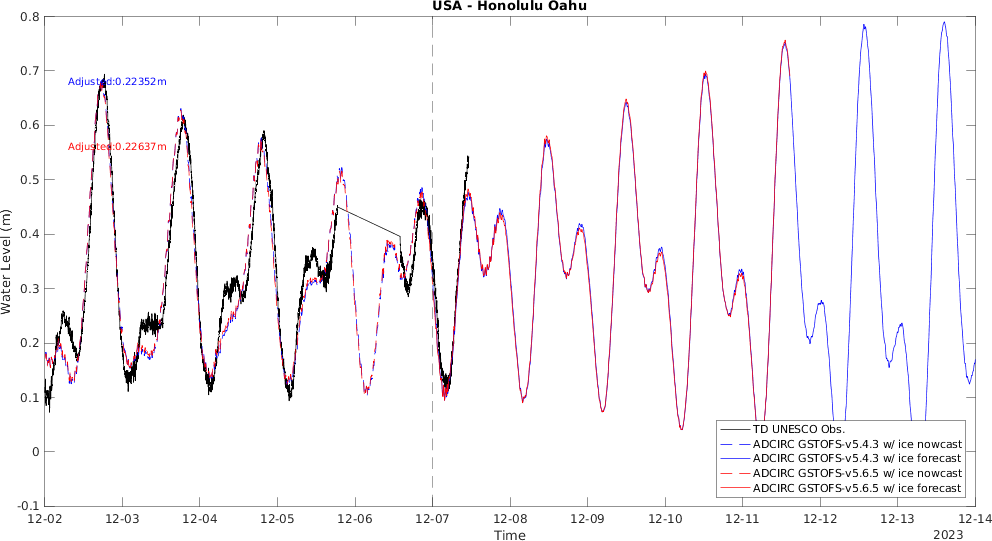 USA - Honolulu Oahu
0.8
0.7
0.6
0.5
0.4
0.3
0.2
0.1
0
-0.1
Water Level (m)
Adjusted:0.22352m
Adjusted:0.22637m
TD UNESCO Obs.
ADCIRC GSTOFS-v5.4.3 w/ ice nowcast
ADCIRC GSTOFS-v5.4.3 w/ ice forecast
ADCIRC GSTOFS-v5.6.5 w/ ice nowcast
ADCIRC GSTOFS-v5.6.5 w/ ice forecast
12-02 12-03 12-04 12-05 12-06 12-07 12-08 12-09 12-10 12-11 12-12 12-13 12-14
Time
2023